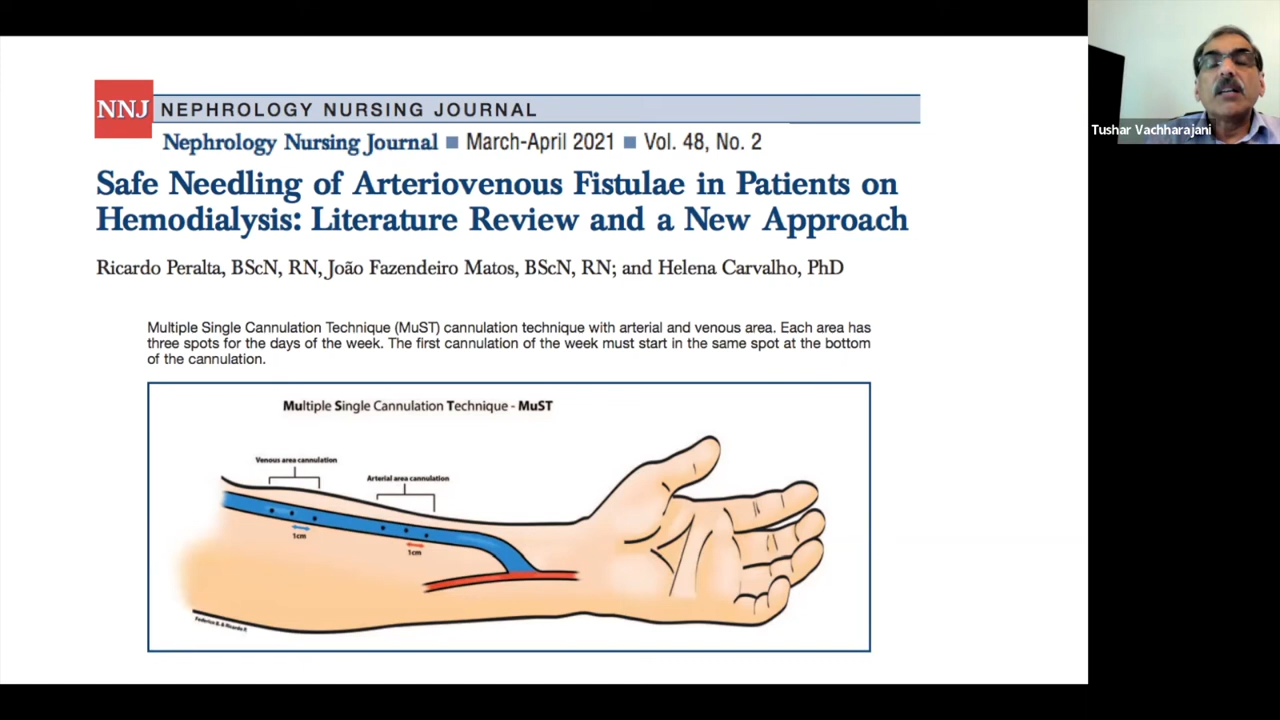 NNJ NEPHROLOGY NURSING JOURNAL
Nephrology Nursing Journal ■ March-April 2021 ■ Vol. 48, No. 2
Safe Needling of Arteriovenous Fistulae in Patients on
Hemodialysis: Literature Review and a New Approach
Ricardo Peralta, BScN, RN, João Fazendeiro Matos, BScN, RN; and Helena Carvalho, PhD
Multiple Single Cannulation Technique (MuST) cannulation technique with arterial and venous area. Each area has
three spots for the days of the week. The first cannulation of the week must start in the same spot at the bottom
of the cannulation.
Multiple Single Cannulation Technique - MuST
Venous area cannulation
Arterial area cannulation
1cm
1cm
Federico B. & Ricardo P.
Tushar Vachharajani